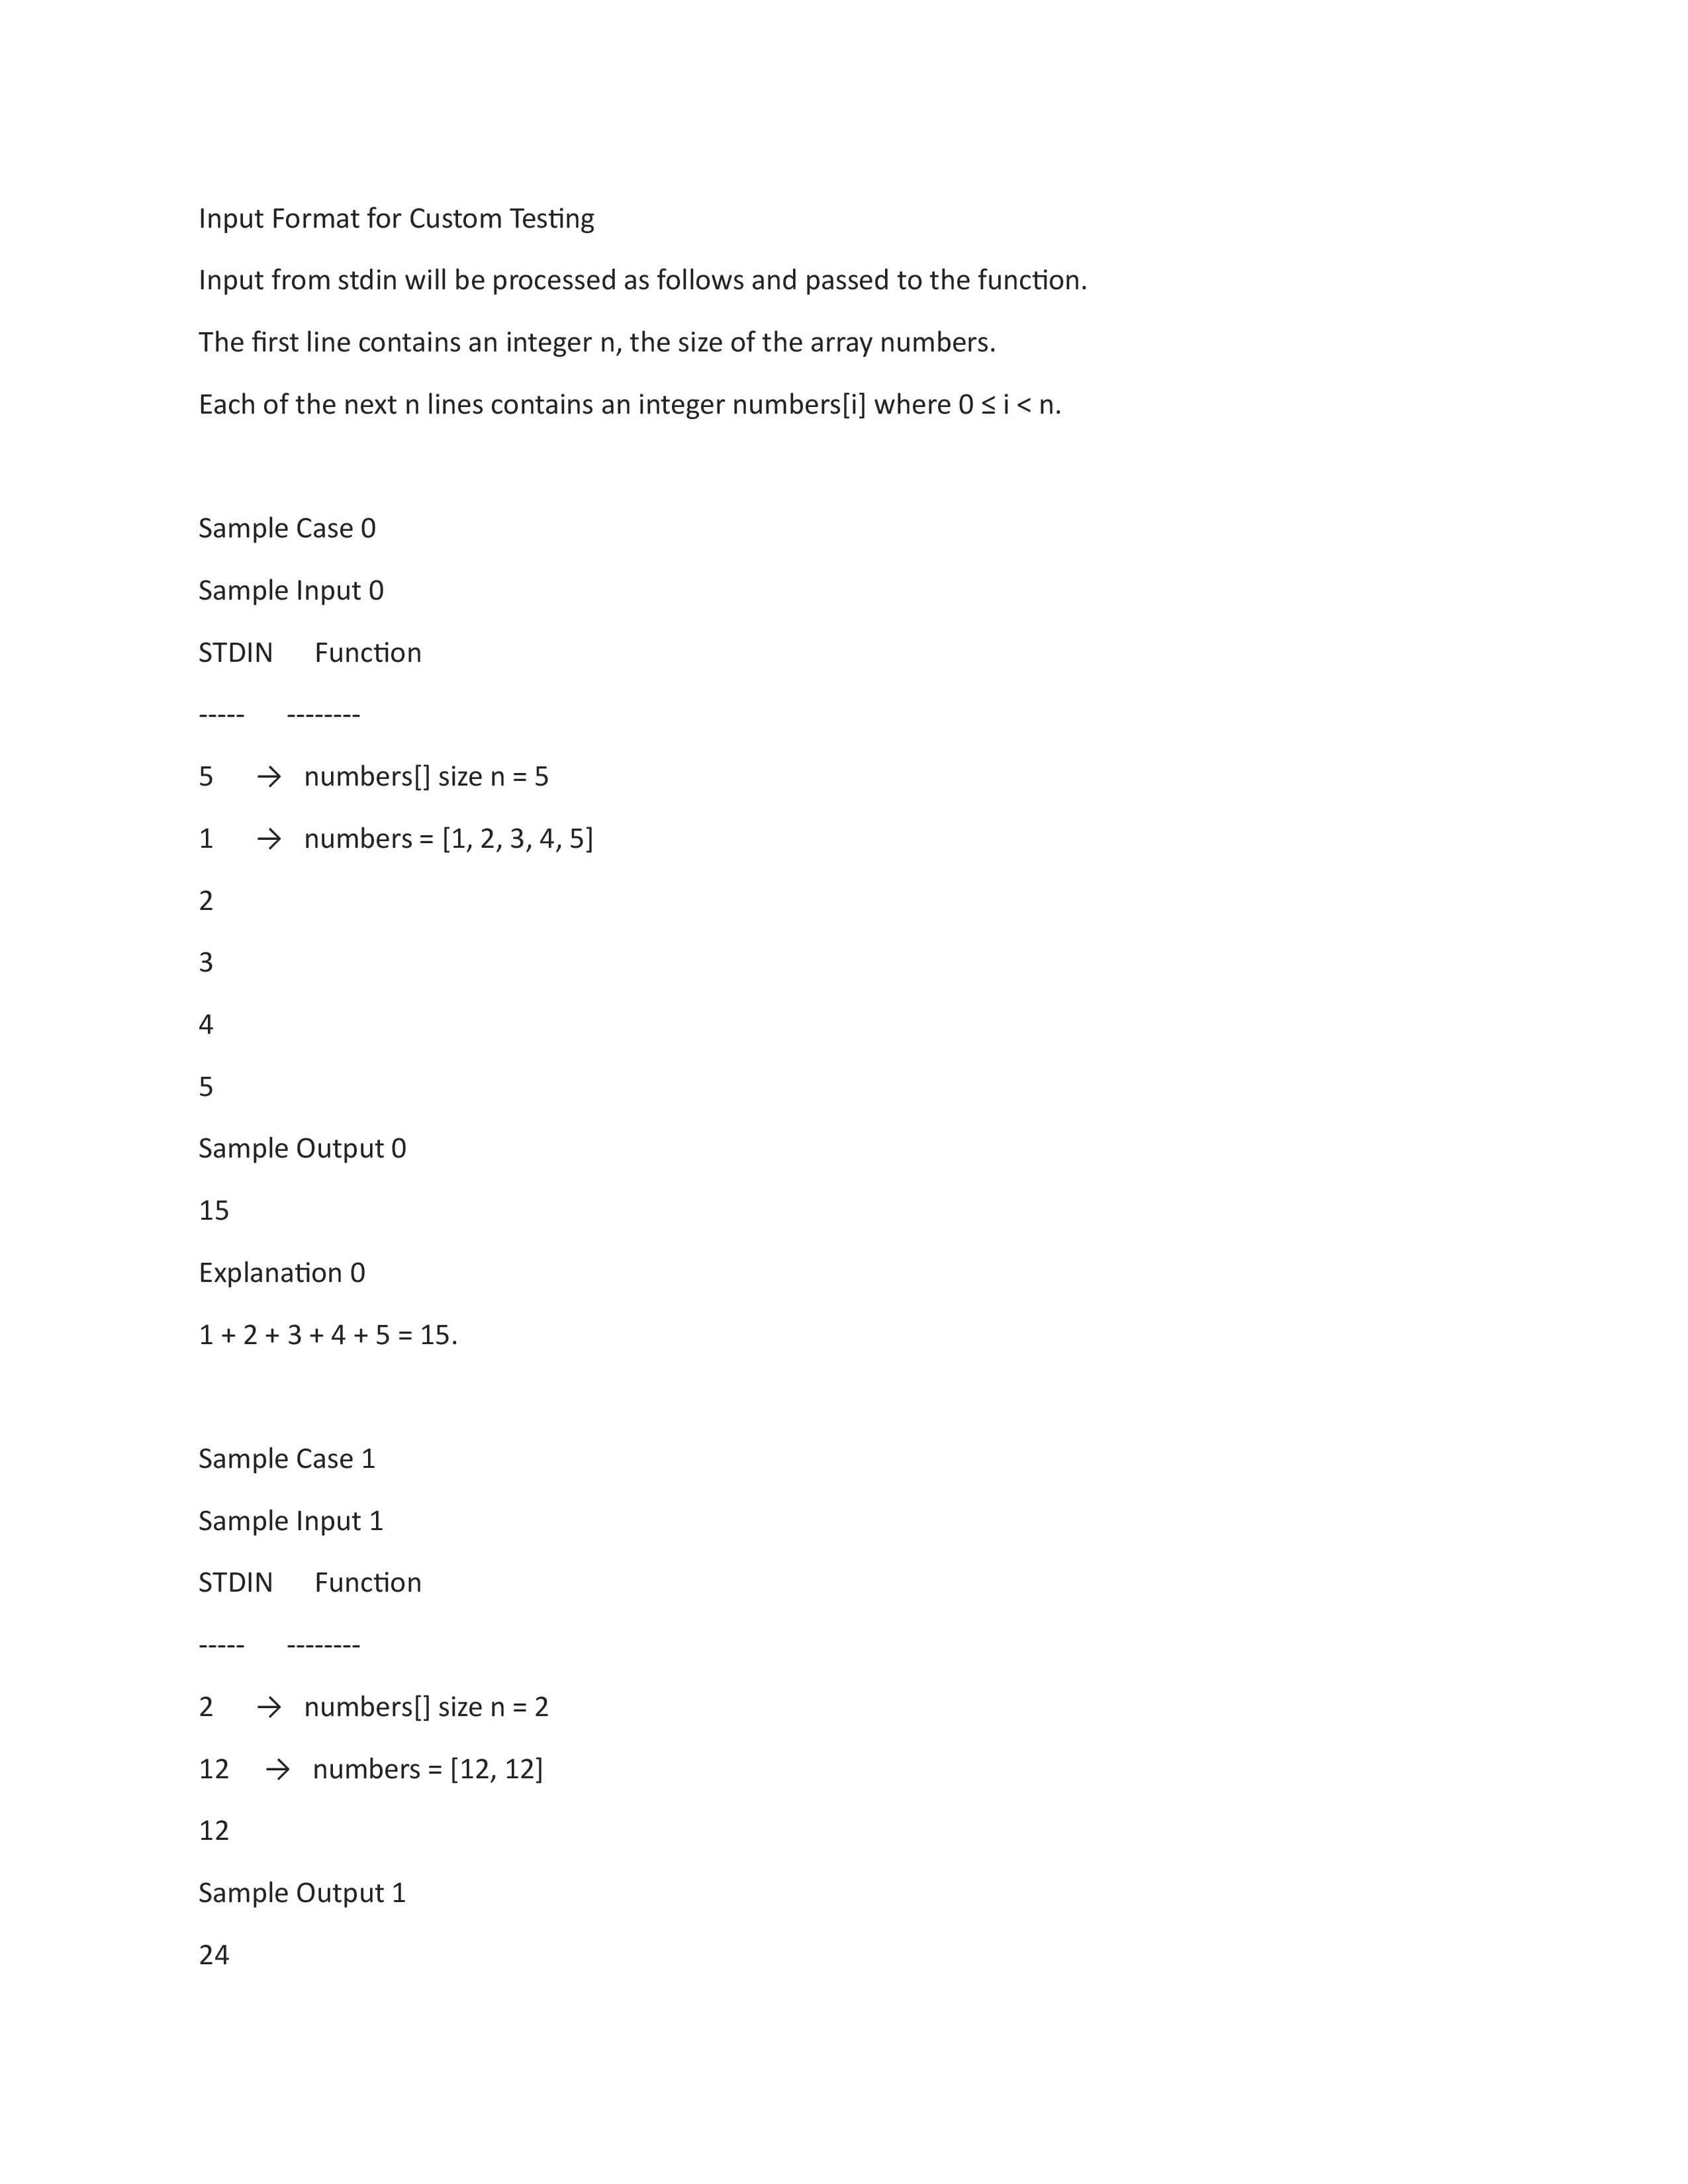 Input Format for Custom Testing
Input from stdin will be processed as follows and passed to the function.
The first line contains an integer n, the size of the array numbers.
Each of the next n lines contains an integer numbers[i] where 0 ≤ i < n.
Sample Case 0
Sample Input 0
STDIN      Function
-----      --------
5      →   numbers[] size n = 5
1      →   numbers = [1, 2, 3, 4, 5]
2
3
4
5
Sample Output 0
15
Explanation 0
1 + 2 + 3 + 4 + 5 = 15.
Sample Case 1
Sample Input 1
STDIN      Function
-----      --------
2      →   numbers[] size n = 2
12     →   numbers = [12, 12]
12
Sample Output 1
24